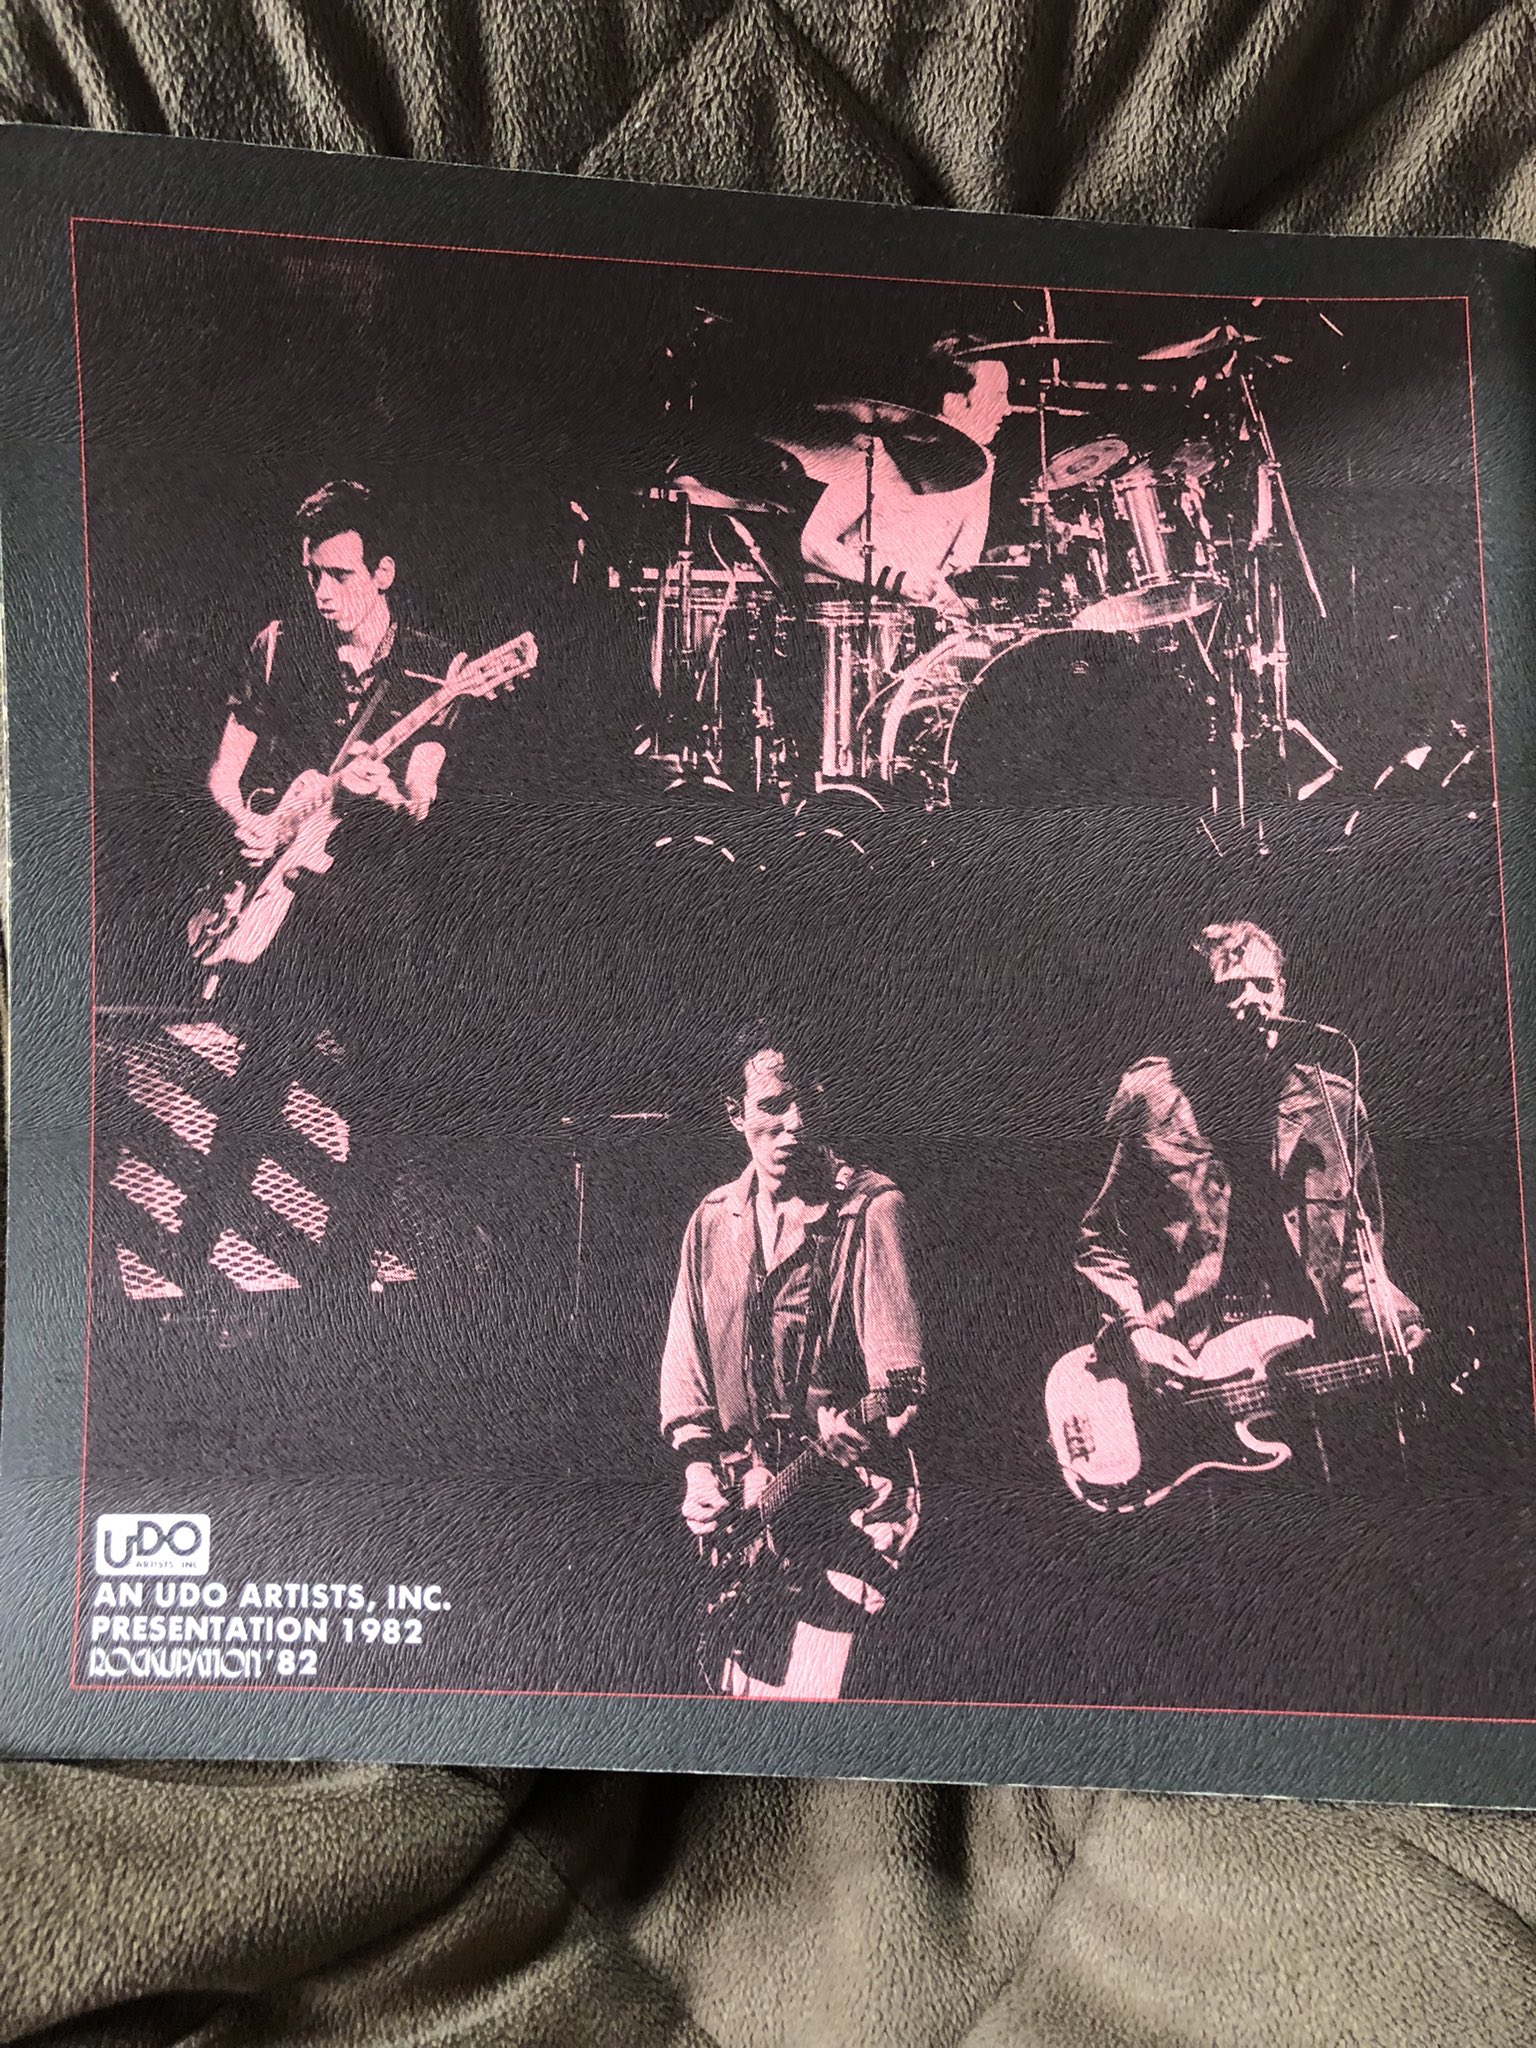 UDO
ARTISTS INC
AN UDO ARTISTS, INC.
PRESENTATION 1982
ROCKUPATION '82